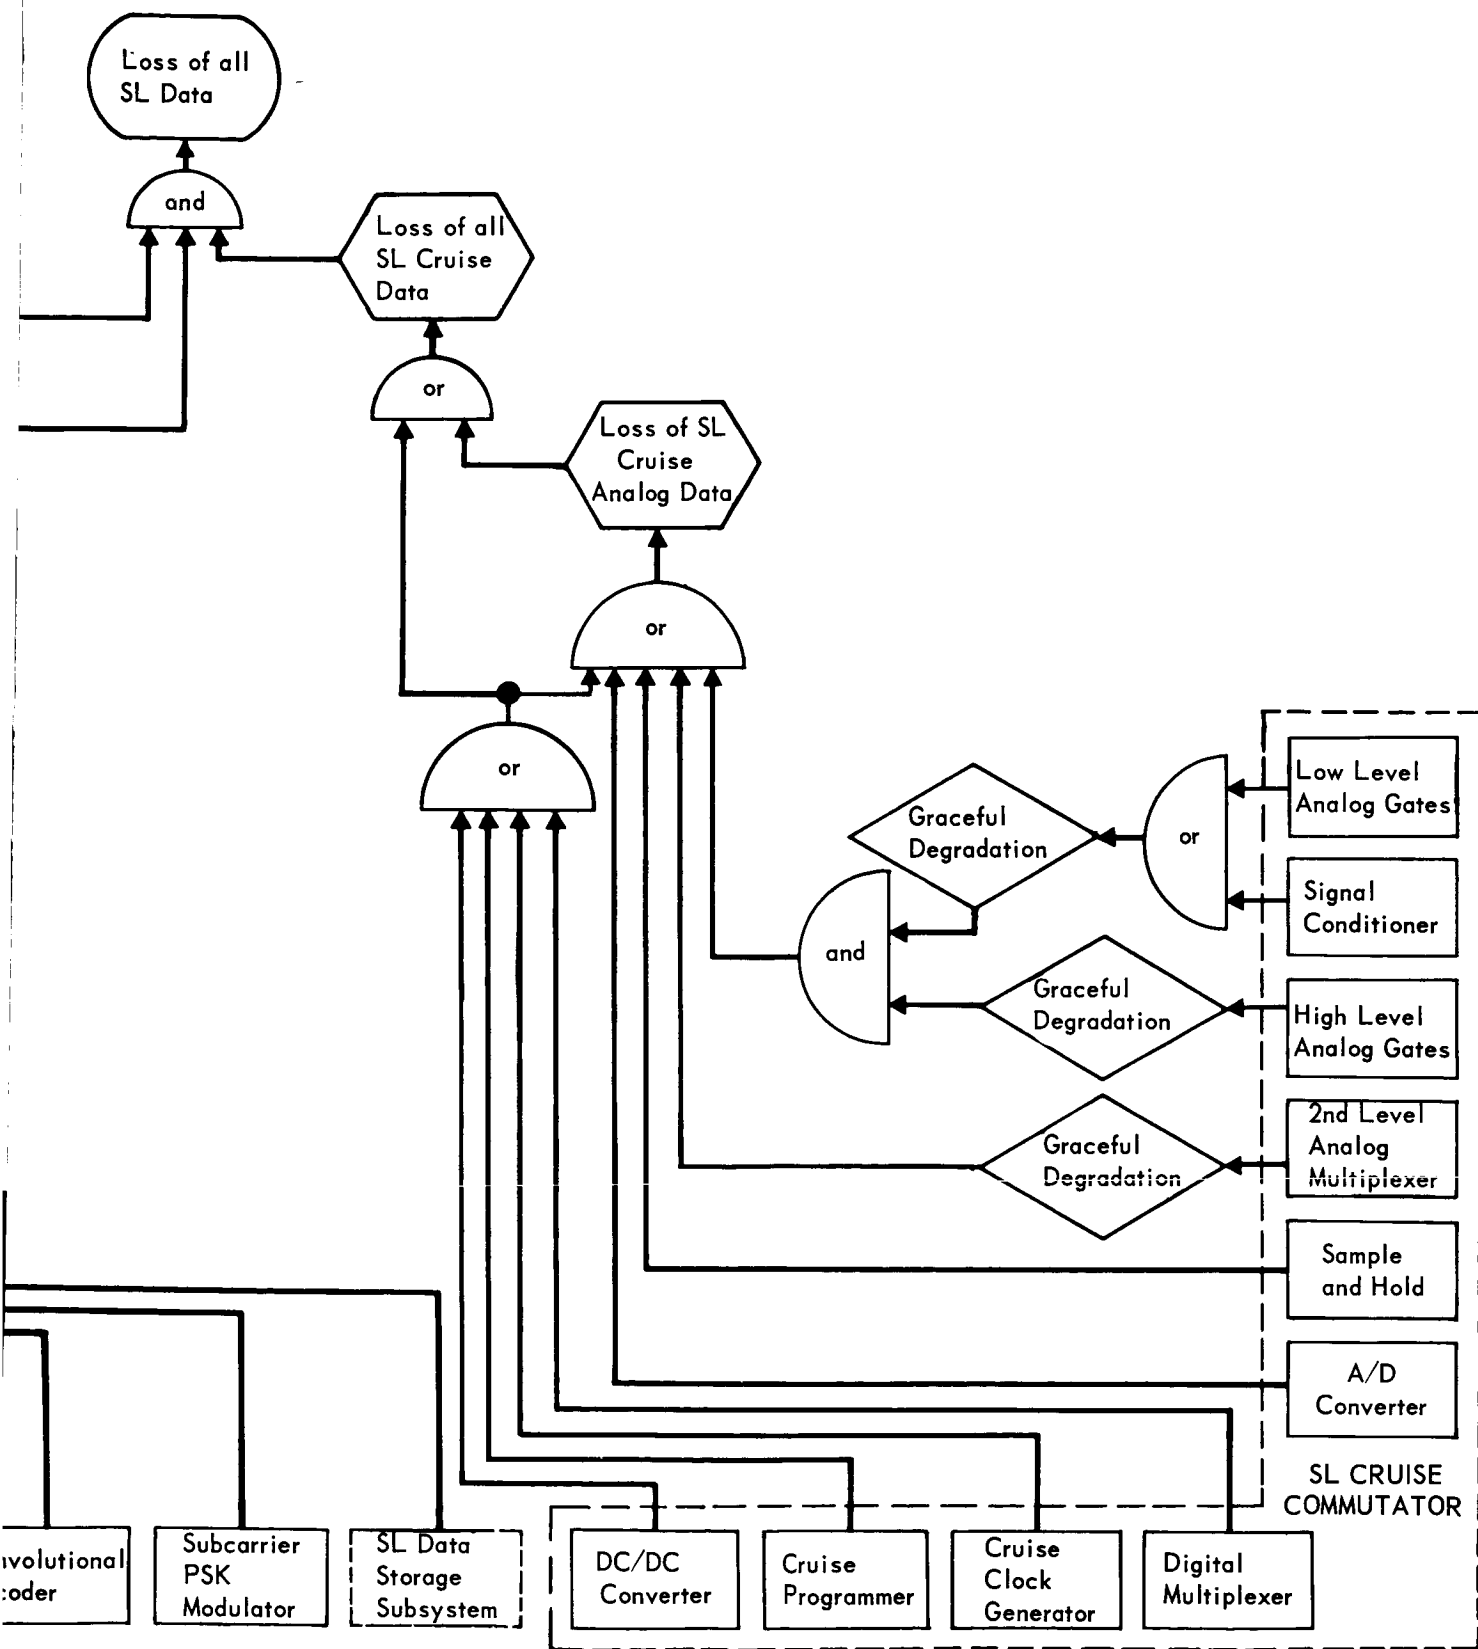 Loss of all
SL Data
and
Loss of all
SL Cruise
Data
or
Loss of SL
Cruise
Analog Data
or
or
Graceful
Degradation
or
Low Level
Analog Gates
Signal
Conditioner
and
Graceful
Degradation
High Level
Analog Gates
Graceful
Degradation
2nd Level
Analog
Multiplexer
Sample
and Hold
A/D
Converter
SL CRUISE
COMMUTATOR
nvolutional
coder
Subcarrier
PSK
Modulator
SL Data
Storage
Subsystem
DC/DC
Converter
Cruise
Programmer
Cruise
Clock
Generator
Digital
Multiplexer